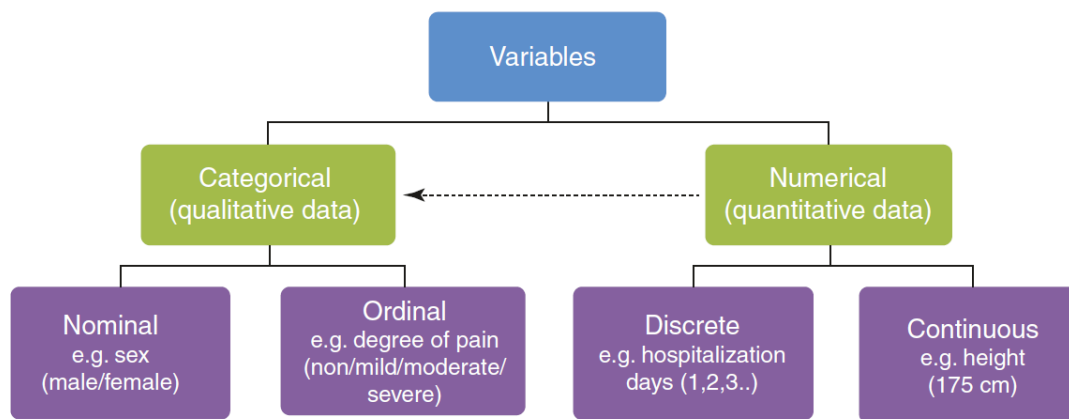 Variables
Categorical
(qualitative data)
Numerical
(quantitative data)
Nominal
e.g. sex
(male/female)
Ordinal
e.g. degree of pain
(non/mild/moderate/
severe)
Discrete
e.g. hospitalization
days (1,2,3..)
Continuous
e.g. height
(175 cm)